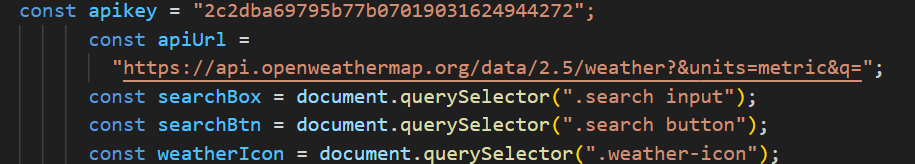 const apikey = "2c2dba69795b77b07019031624944272";
const apiUrl =
"https://api.openweathermap.org/data/2.5/weather?&units=metric&q=";
const searchBox = document.querySelector(".search input");
const searchBtn = document.querySelector(".search button");
const weatherIcon = document.querySelector(".weather-icon");